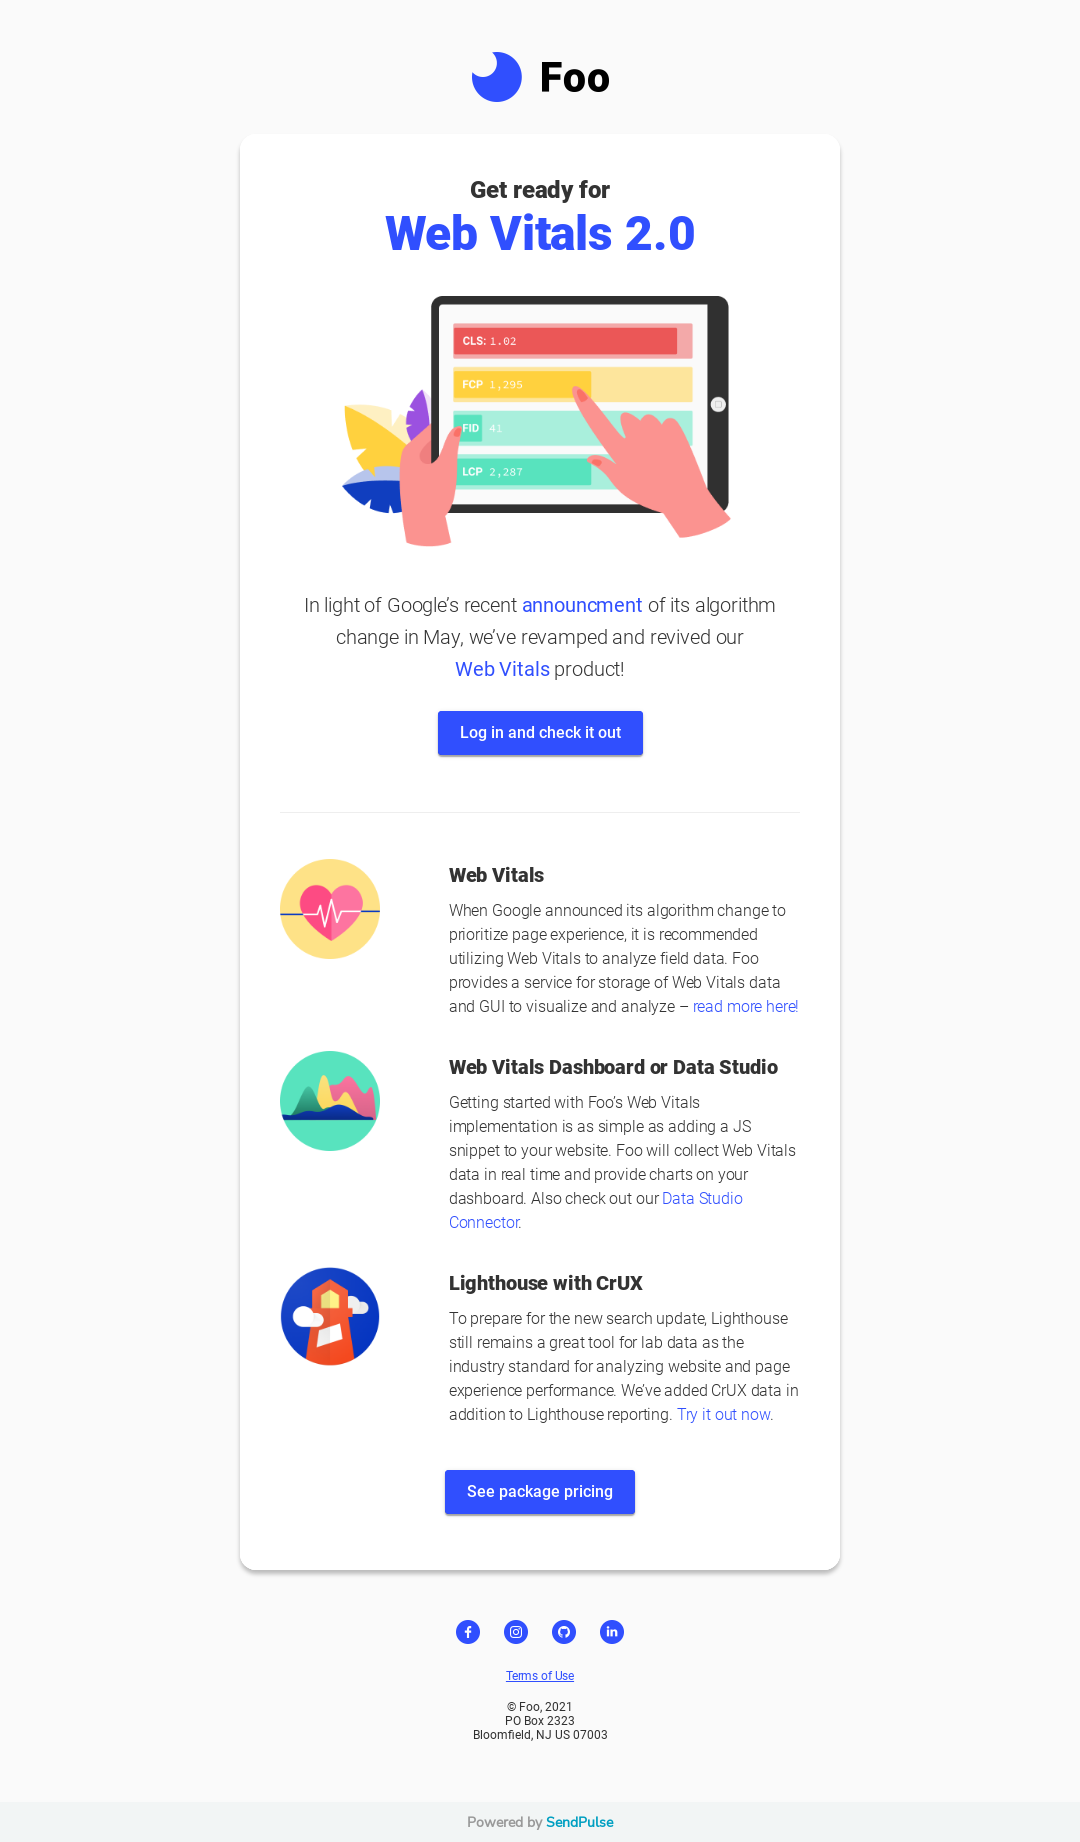 Foo
Get ready for
Web Vitals 2.0
CLS: 1.02
FCP 1,295
FID 41
LCP 2,287
In light of Google’s recent announcment of its algorithm
change in May, we’ve revamped and revived our
Web Vitals product!
Log in and check it out
Web Vitals
When Google announced its algorithm change to
prioritize page experience, it is recommended
utilizing Web Vitals to analyze field data. Foo
provides a service for storage of Web Vitals data
and GUI to visualize and analyze – read more here!
Web Vitals Dashboard or Data Studio
Getting started with Foo’s Web Vitals
implementation is as simple as adding a JS
snippet to your website. Foo will collect Web Vitals
data in real time and provide charts on your
dashboard. Also check out our Data Studio
Connector.
Lighthouse with CrUX
To prepare for the new search update, Lighthouse
still remains a great tool for lab data as the
industry standard for analyzing website and page
experience performance. We’ve added CrUX data in
addition to Lighthouse reporting. Try it out now.
See package pricing
Terms of Use
© Foo, 2021
PO Box 2323
Bloomfield, NJ US 07003
Powered by SendPulse